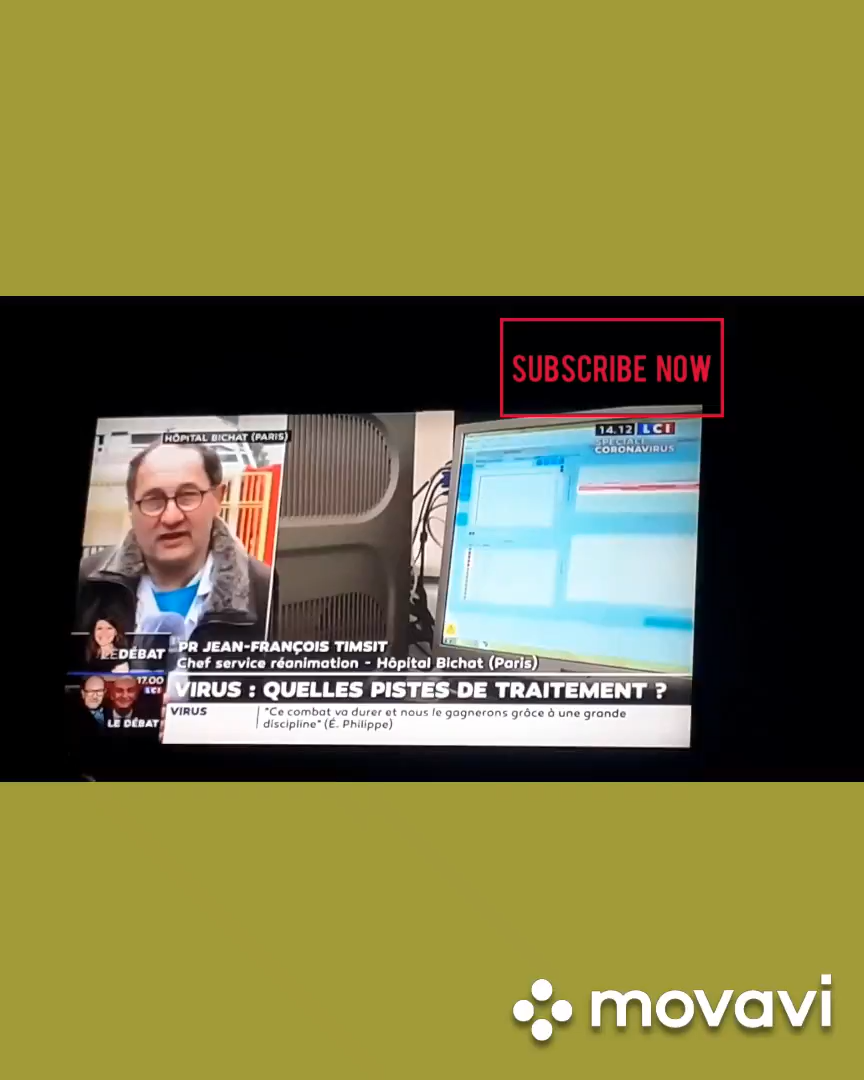 SUBSCRIBE NOW
14.12 LCI
SPÉCIAL
CORONAVIRUS
HÔPITAL BICHAT (PARIS)
LE DÉBAT
PR JEAN-FRANÇOIS TIMSIT
Chef service réanimation - Hôpital Bichat (Paris)
17.00
LCI
LE DÉBAT
VIRUS : QUELLES PISTES DE TRAITEMENT ?
VIRUS
"Ce combat va durer et nous le gagnerons grâce à une grande
discipline" (É. Philippe)
movavi